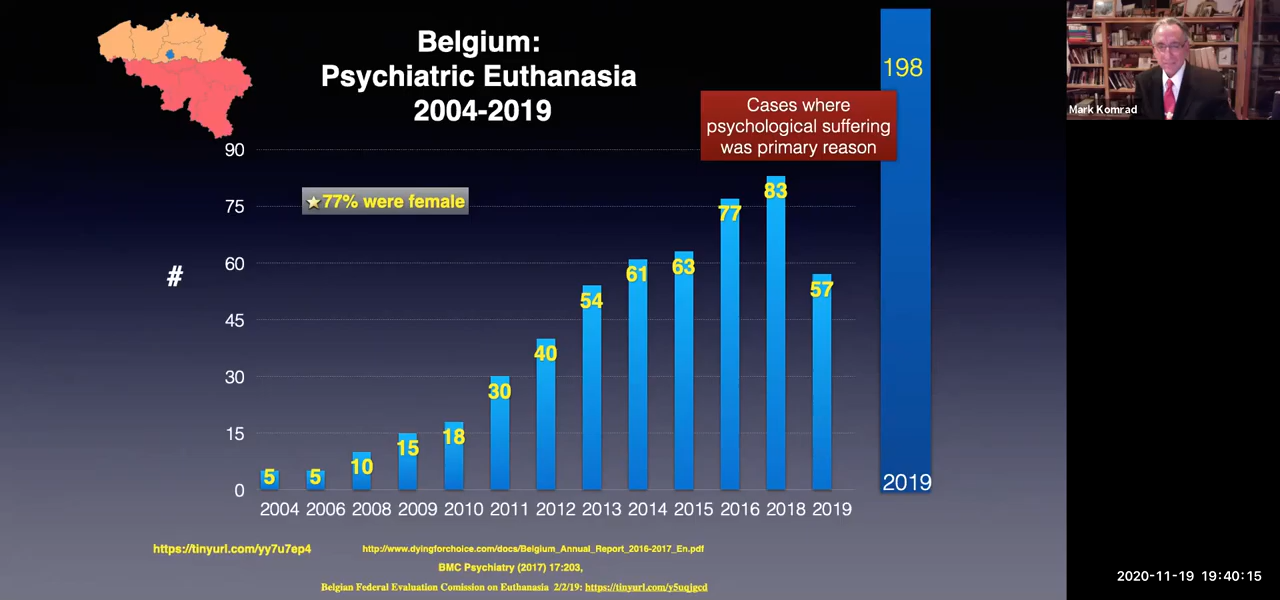 Belgium:
Psychiatric Euthanasia
2004-2019
198
Mark Komrad
Cases where
psychological suffering
was primary reason
90
77% were female
75
83
77
#
60
63
61
57
54
45
40
30
30
18
15
15
10
5
5
0
2019
2004 2006 2008 2009 2010 2011 2012 2013 2014 2015 2016 2018 2019
https://tinyurl.com/yy7u7ep4
http://www.dyingforchoice.com/docs/Belgium_Annual_Report_2016-2017_En.pdf
BMC Psychiatry (2017) 17:203,
Belgian Federal Evaluation Comission on Euthanasia 2/2/19: https://tinyurl.com/y5uqjgcd
2020-11-19 19:40:15